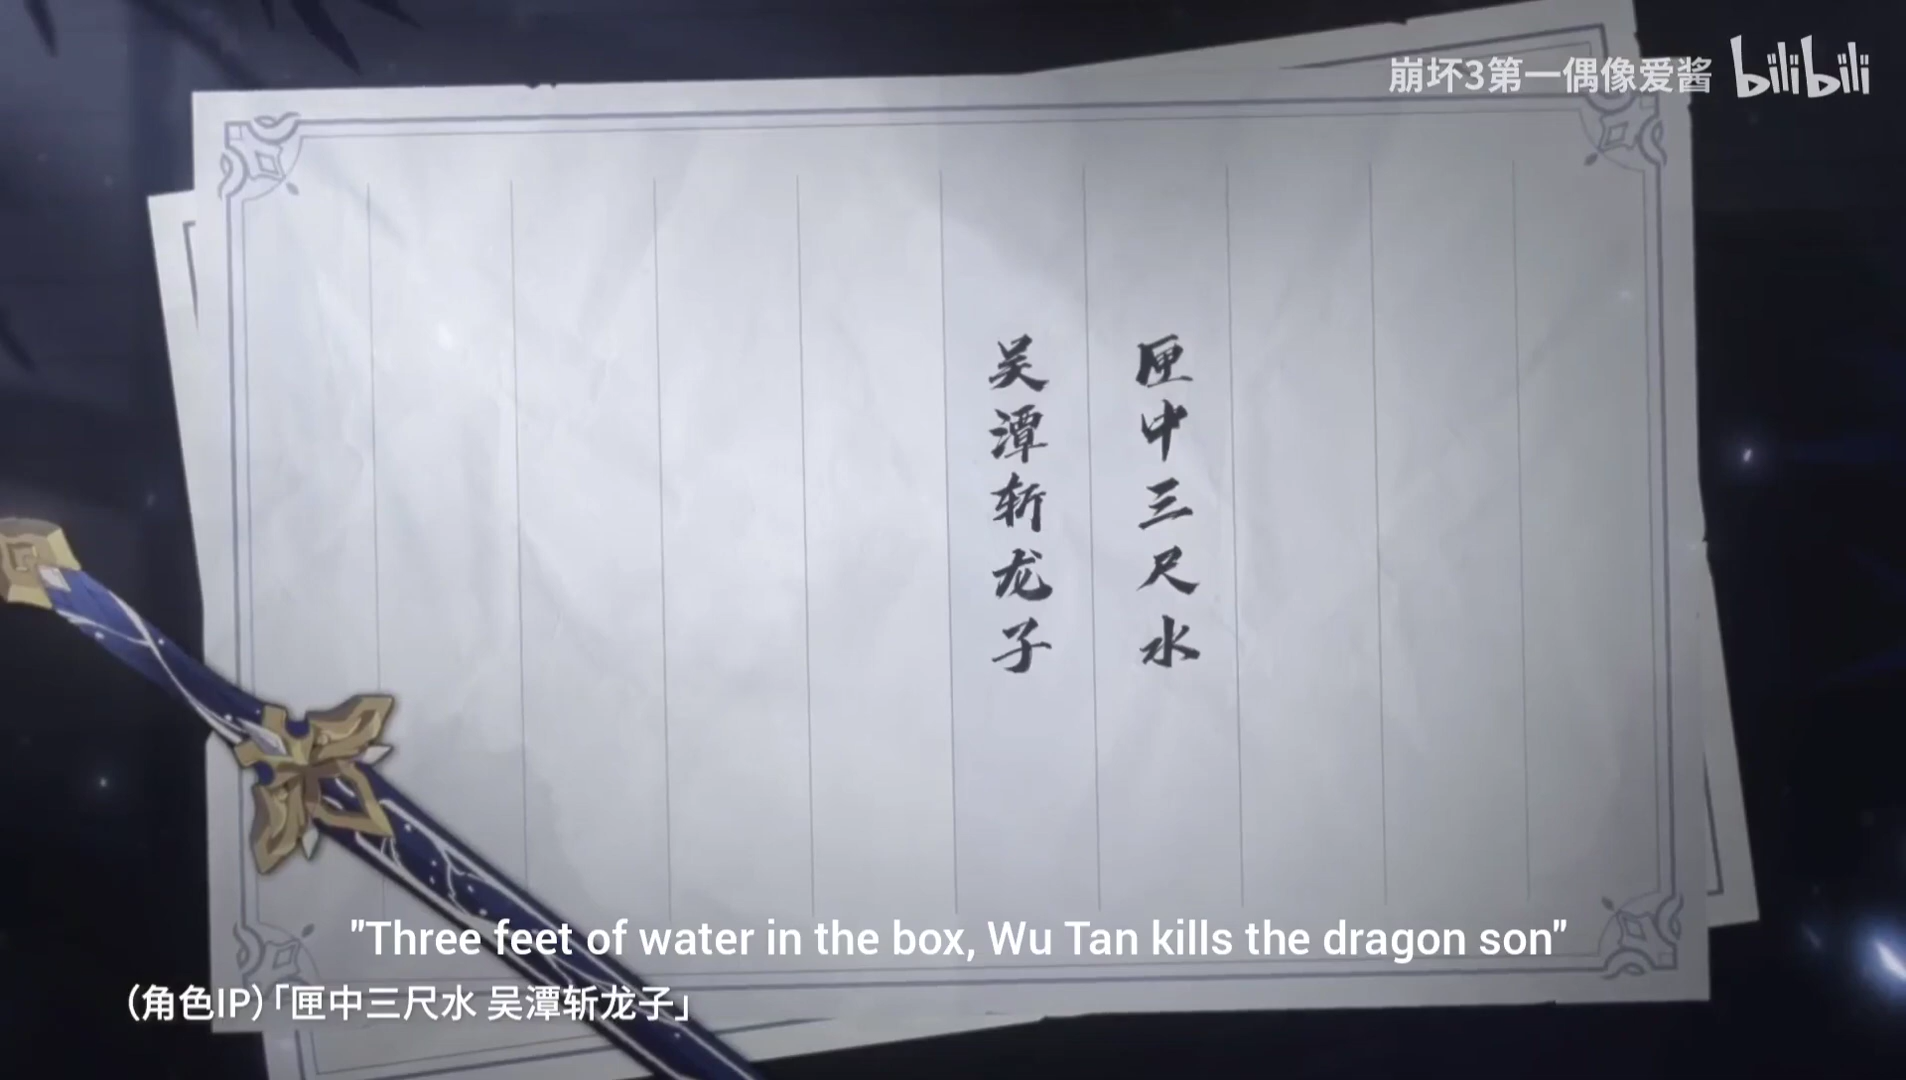 崩坏3第一偶像爱酱 bilibili
匣中三尺水
吴潭斩龙子
"Three feet of water in the box, Wu Tan kills the dragon son"
（角色IP）「匣中三尺水 吴潭斩龙子」